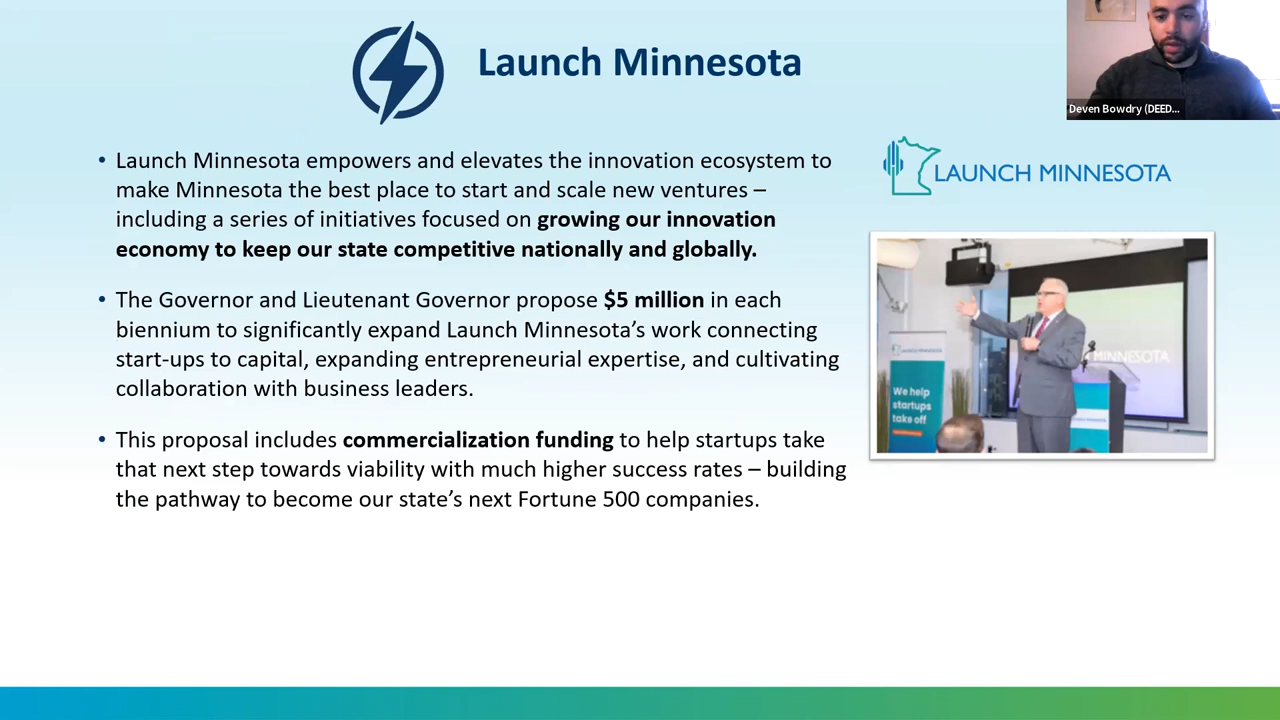 Launch Minnesota
Deven Bowdry (DEED...
• Launch Minnesota empowers and elevates the innovation ecosystem to
make Minnesota the best place to start and scale new ventures –
including a series of initiatives focused on growing our innovation
economy to keep our state competitive nationally and globally.
• The Governor and Lieutenant Governor propose $5 million in each
biennium to significantly expand Launch Minnesota’s work connecting
start-ups to capital, expanding entrepreneurial expertise, and cultivating
collaboration with business leaders.
• This proposal includes commercialization funding to help startups take
that next step towards viability with much higher success rates – building
the pathway to become our state’s next Fortune 500 companies.
LAUNCH MINNESOTA
LAUNCH MINNESOTA
We help
startups
take off
MINNESOTA